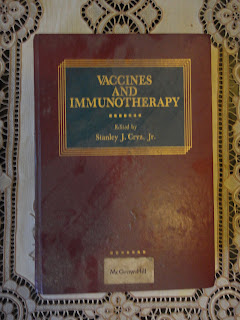 VACCINES
AND
IMMUNOTHERAPY
Edited by
Stanley J. Cryz, Jr.
McGraw-Hill